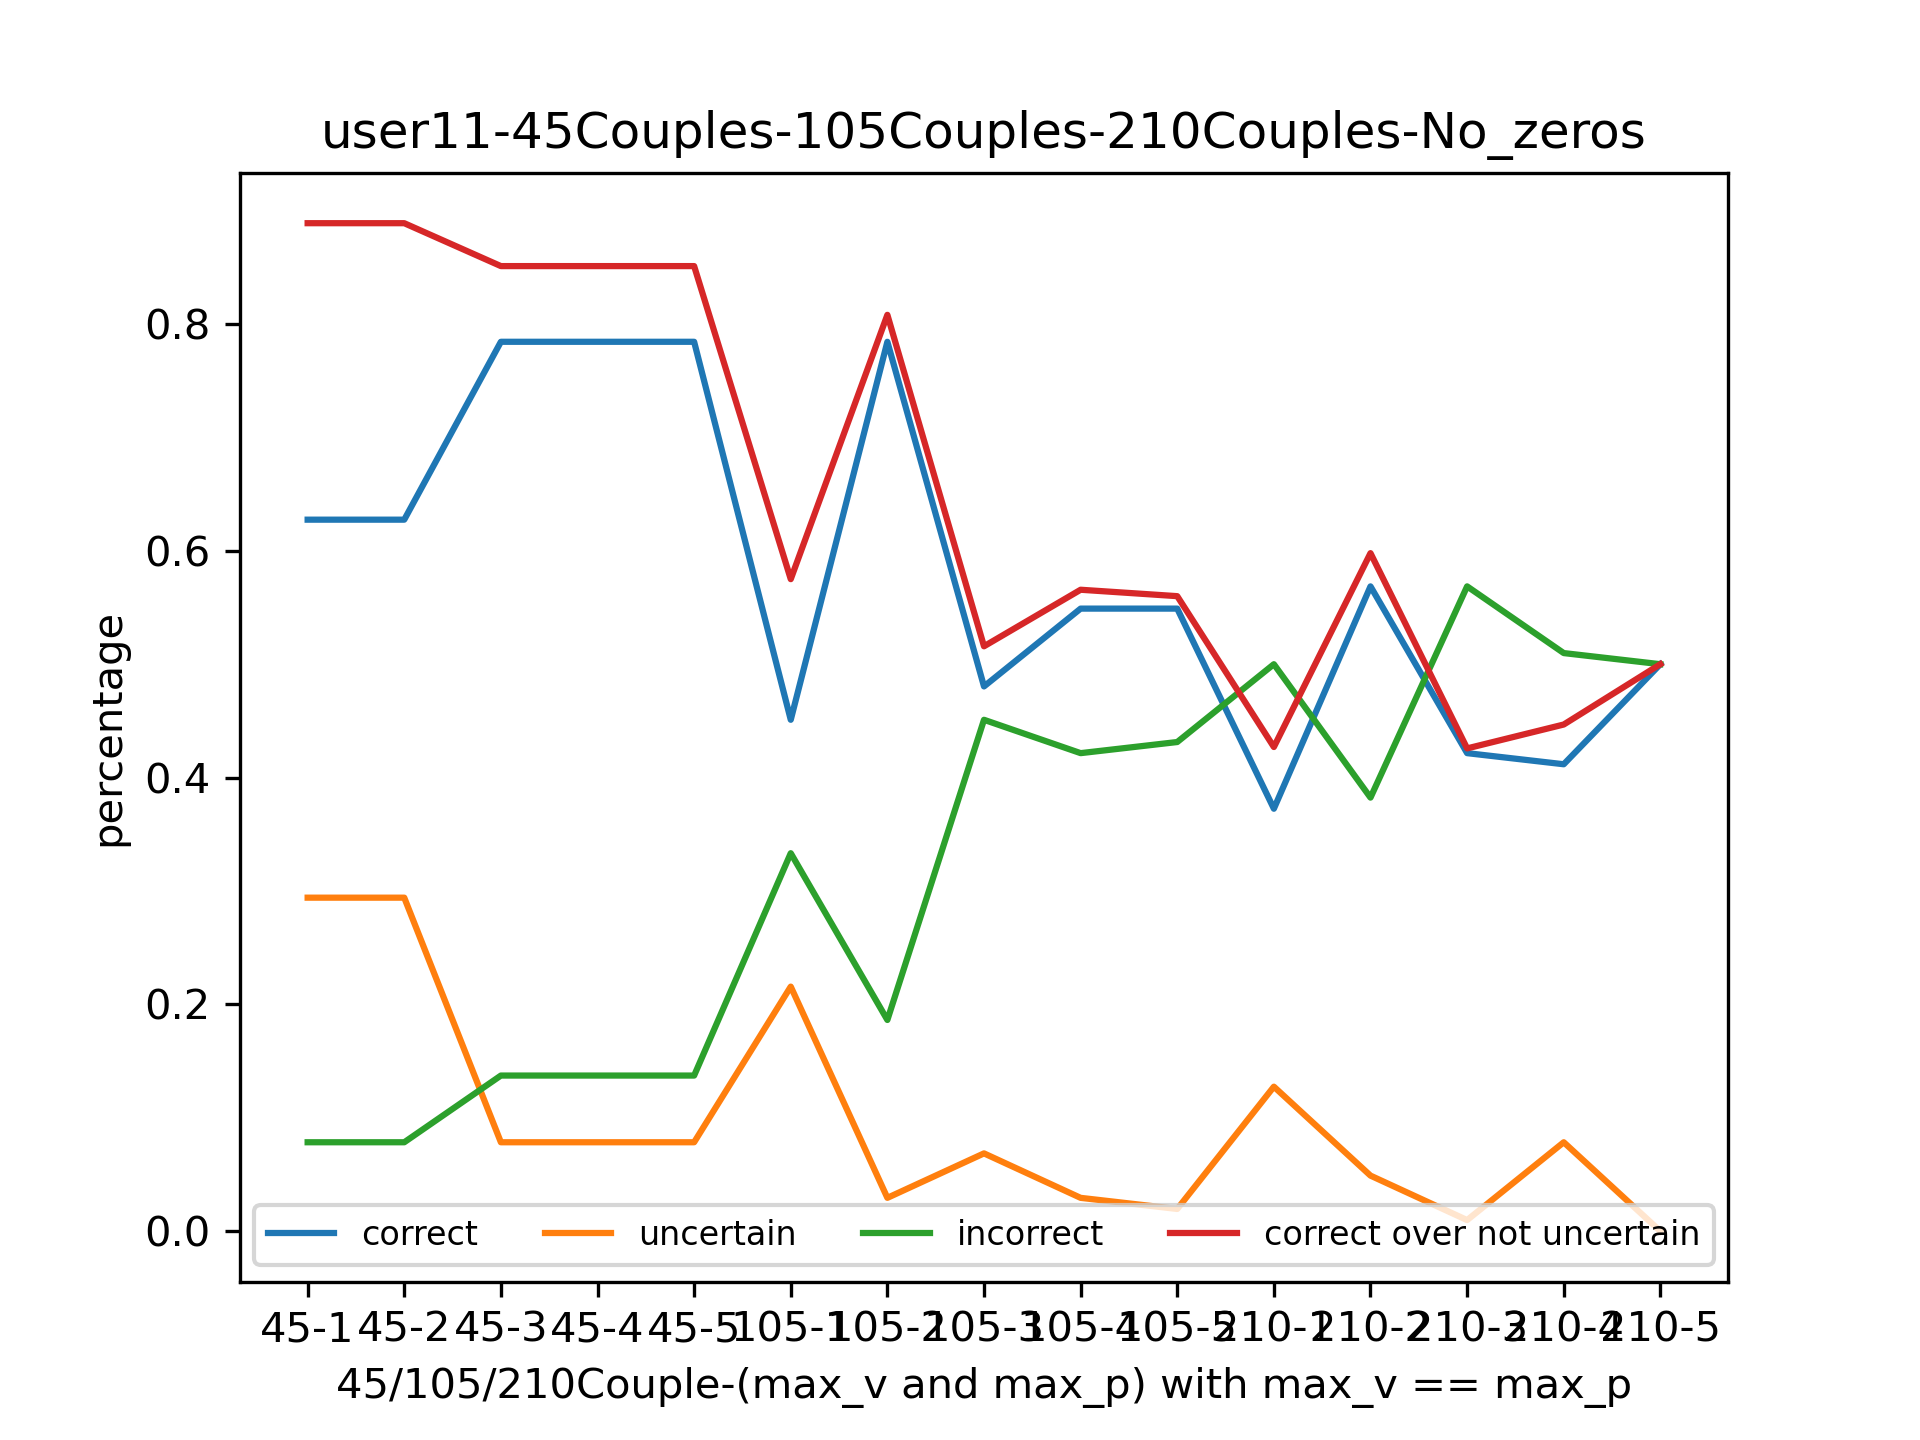 user11-45Couples-105Couples-210Couples-No_zeros
percentage
0.8
0.6
0.4
0.2
0.0
correct uncertain incorrect correct over not uncertain
45-1 45-2 45-3 45-4 45-5 105-1 105-2 105-3 105-4 105-5 210-1 210-2 210-3 210-4 210-5
45/105/210Couple-(max_v and max_p) with max_v == max_p